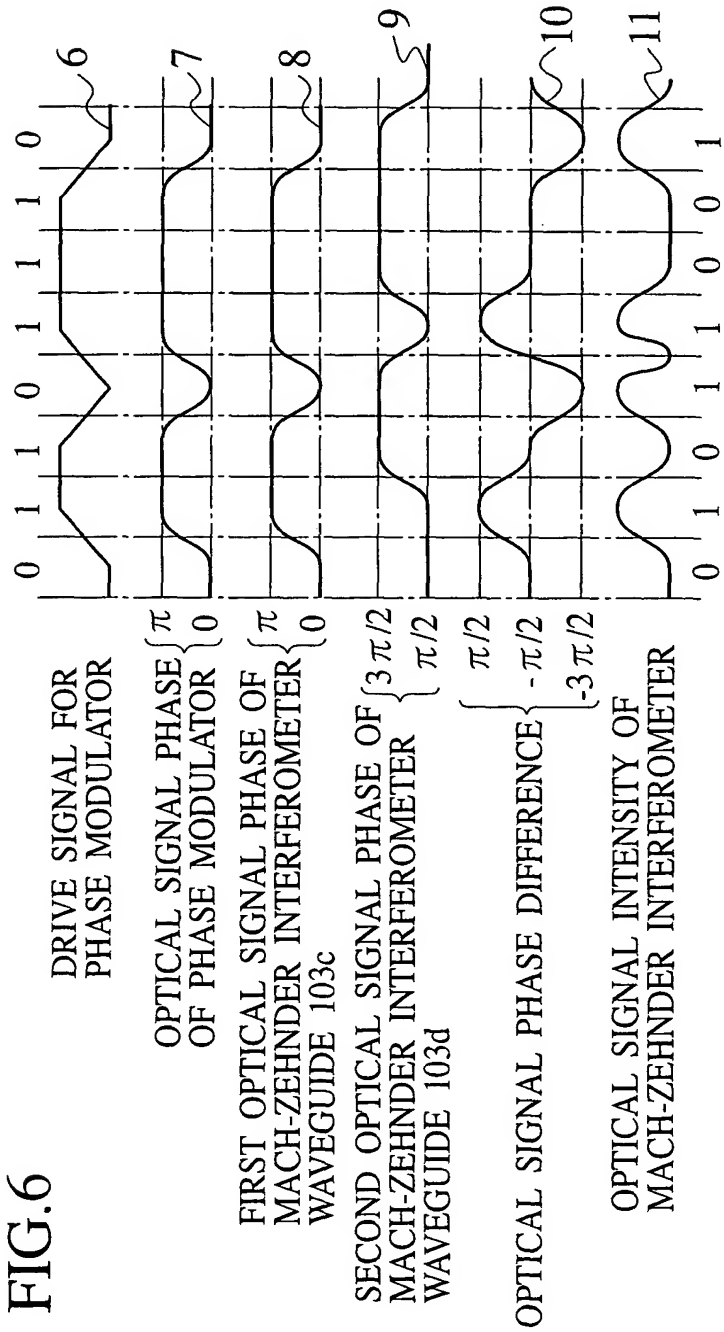 FIG.6
0 1 1 0 1 1 1 0
DRIVE SIGNAL FOR
PHASE MODULATOR
6
OPTICAL SIGNAL PHASE
OF PHASE MODULATOR
π
0
7
FIRST OPTICAL SIGNAL PHASE OF
MACH-ZEHNDER INTERFEROMETER
WAVEGUIDE 103c
π
0
8
SECOND OPTICAL SIGNAL PHASE OF
MACH-ZEHNDER INTERFEROMETER
WAVEGUIDE 103d
3π/2
π/2
9
OPTICAL SIGNAL PHASE DIFFERENCE
π/2
-π/2
-3π/2
10
OPTICAL SIGNAL INTENSITY OF
MACH-ZEHNDER INTERFEROMETER
11
0 1 0 1 1 0 0 1